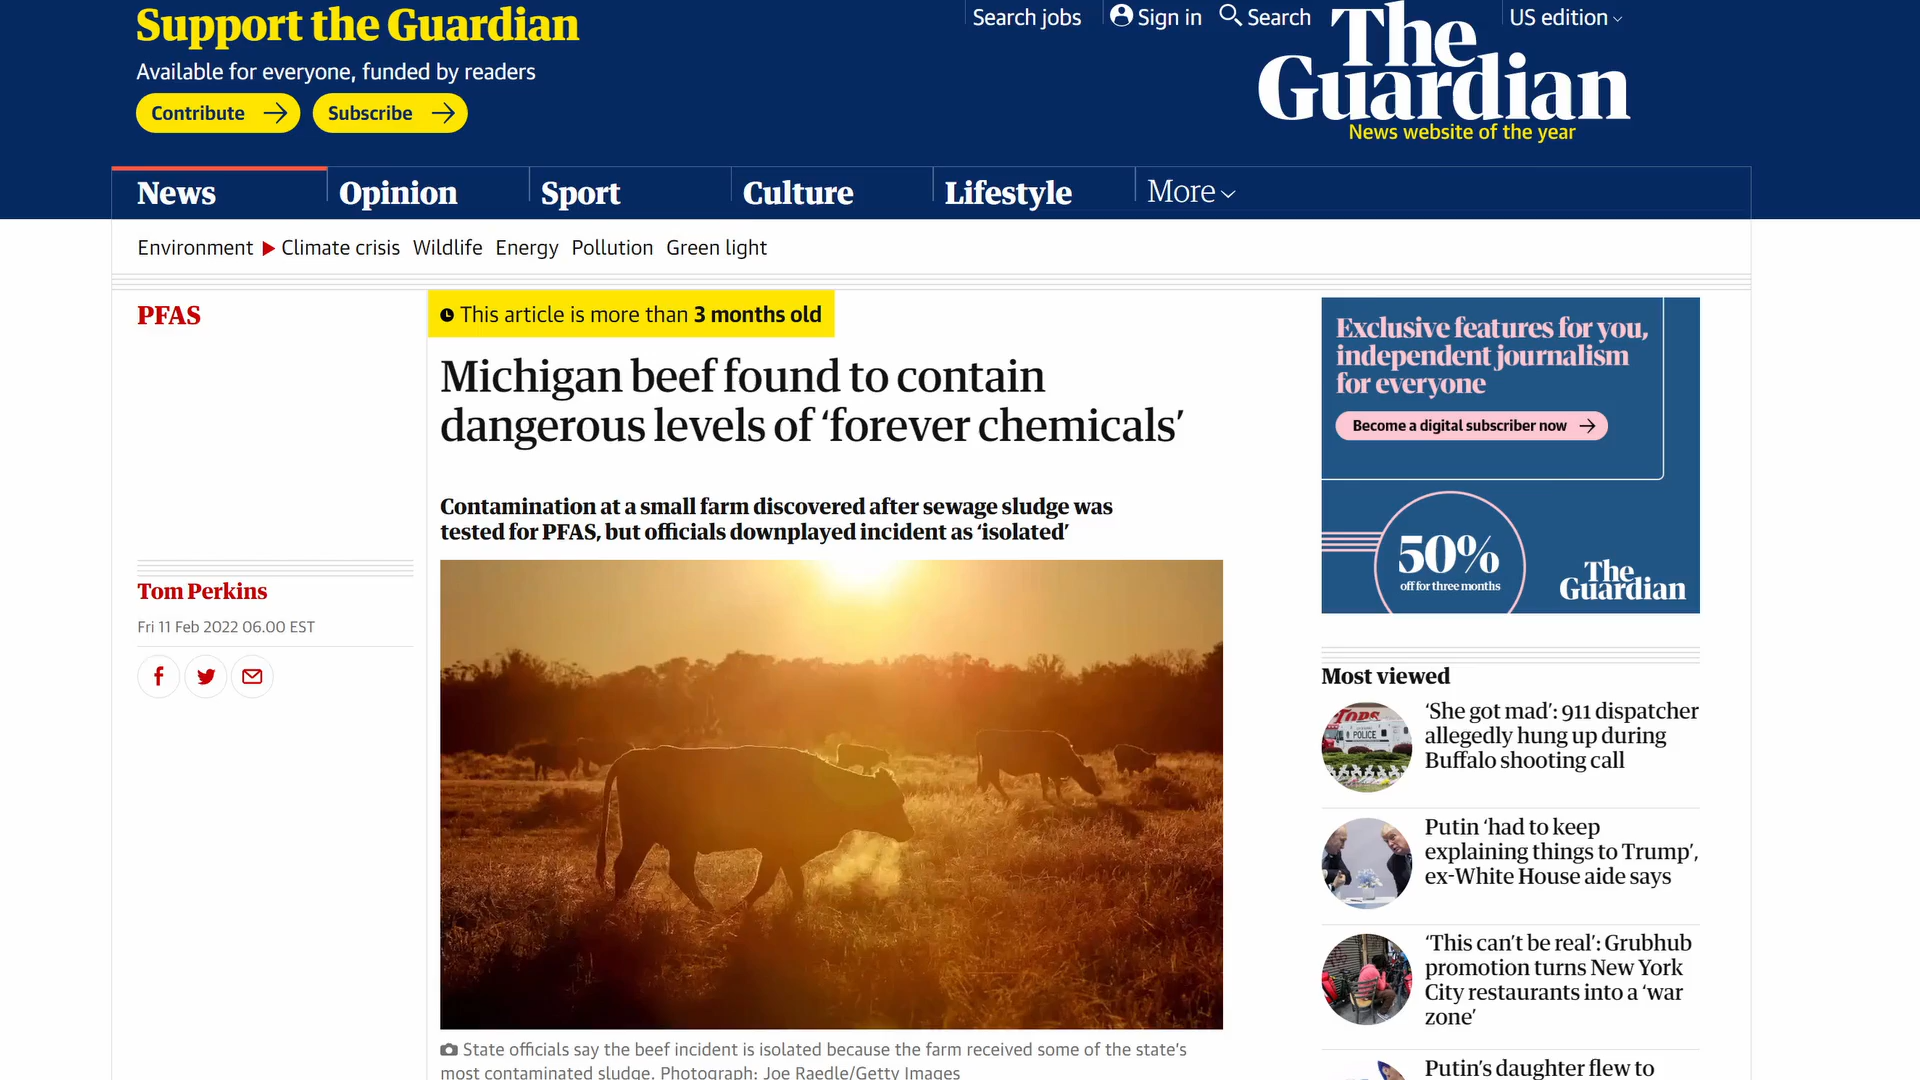 Support the Guardian
Available for everyone, funded by readers
Contribute
Subscribe
Search jobs
Sign in
Search
US edition
The
Guardian
News website of the year
News
Opinion
Sport
Culture
Lifestyle
More
Environment
Climate crisis
Wildlife
Energy
Pollution
Green light
PFAS
This article is more than 3 months old
Michigan beef found to contain
dangerous levels of ‘forever chemicals’
Contamination at a small farm discovered after sewage sludge was
tested for PFAS, but officials downplayed incident as ‘isolated’
Tom Perkins
Fri 11 Feb 2022 06.00 EST
State officials say the beef incident is isolated because the farm received some of the state’s
most contaminated sludge. Photograph: Joe Raedle/Getty Images
Exclusive features for you,
independent journalism
for everyone
Become a digital subscriber now
50%
off for three months
The
Guardian
Most viewed
TOPS
POLICE
‘She got mad’: 911 dispatcher
allegedly hung up during
Buffalo shooting call
Putin ‘had to keep
explaining things to Trump’,
ex-White House aide says
‘This can’t be real’: Grubhub
promotion turns New York
City restaurants into a ‘war
zone’
Putin’s daughter flew to